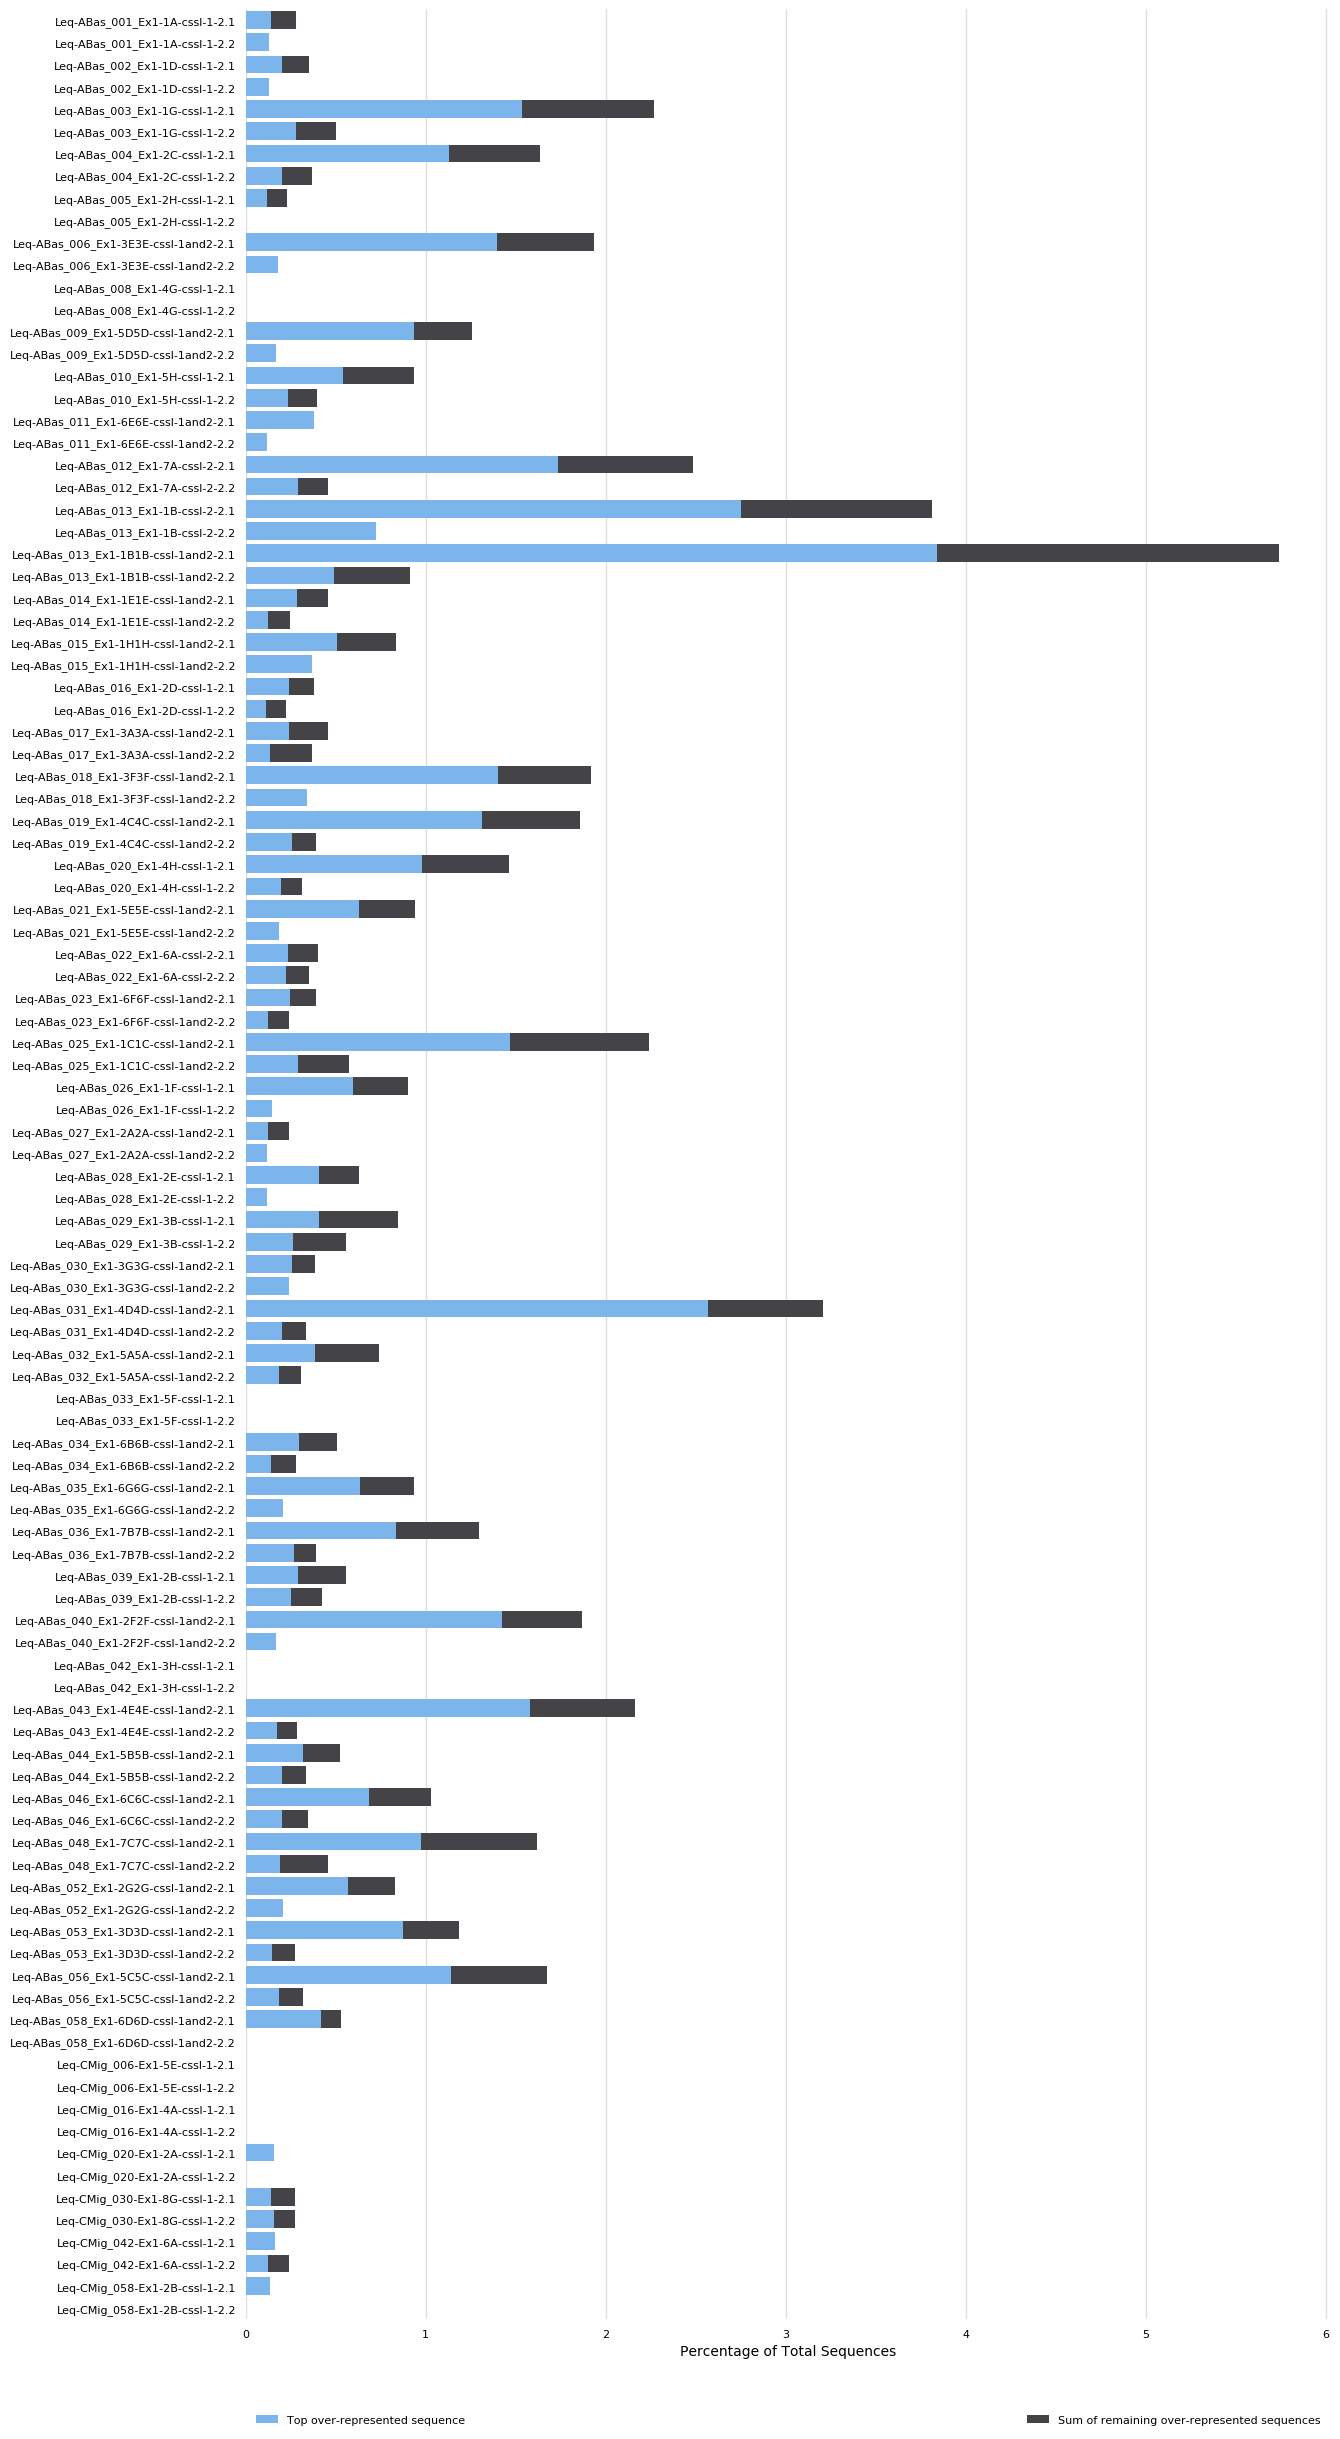 Leq-ABas_001_Ex1-1A-cssl-1-2.1
Leq-ABas_001_Ex1-1A-cssl-1-2.2
Leq-ABas_002_Ex1-1D-cssl-1-2.1
Leq-ABas_002_Ex1-1D-cssl-1-2.2
Leq-ABas_003_Ex1-1G-cssl-1-2.1
Leq-ABas_003_Ex1-1G-cssl-1-2.2
Leq-ABas_004_Ex1-2C-cssl-1-2.1
Leq-ABas_004_Ex1-2C-cssl-1-2.2
Leq-ABas_005_Ex1-2H-cssl-1-2.1
Leq-ABas_005_Ex1-2H-cssl-1-2.2
Leq-ABas_006_Ex1-3E3E-cssl-1and2-2.1
Leq-ABas_006_Ex1-3E3E-cssl-1and2-2.2
Leq-ABas_008_Ex1-4G-cssl-1-2.1
Leq-ABas_008_Ex1-4G-cssl-1-2.2
Leq-ABas_009_Ex1-5D5D-cssl-1and2-2.1
Leq-ABas_009_Ex1-5D5D-cssl-1and2-2.2
Leq-ABas_010_Ex1-5H-cssl-1-2.1
Leq-ABas_010_Ex1-5H-cssl-1-2.2
Leq-ABas_011_Ex1-6E6E-cssl-1and2-2.1
Leq-ABas_011_Ex1-6E6E-cssl-1and2-2.2
Leq-ABas_012_Ex1-7A-cssl-2-2.1
Leq-ABas_012_Ex1-7A-cssl-2-2.2
Leq-ABas_013_Ex1-1B-cssl-2-2.1
Leq-ABas_013_Ex1-1B-cssl-2-2.2
Leq-ABas_013_Ex1-1B1B-cssl-1and2-2.1
Leq-ABas_013_Ex1-1B1B-cssl-1and2-2.2
Leq-ABas_014_Ex1-1E1E-cssl-1and2-2.1
Leq-ABas_014_Ex1-1E1E-cssl-1and2-2.2
Leq-ABas_015_Ex1-1H1H-cssl-1and2-2.1
Leq-ABas_015_Ex1-1H1H-cssl-1and2-2.2
Leq-ABas_016_Ex1-2D-cssl-1-2.1
Leq-ABas_016_Ex1-2D-cssl-1-2.2
Leq-ABas_017_Ex1-3A3A-cssl-1and2-2.1
Leq-ABas_017_Ex1-3A3A-cssl-1and2-2.2
Leq-ABas_018_Ex1-3F3F-cssl-1and2-2.1
Leq-ABas_018_Ex1-3F3F-cssl-1and2-2.2
Leq-ABas_019_Ex1-4C4C-cssl-1and2-2.1
Leq-ABas_019_Ex1-4C4C-cssl-1and2-2.2
Leq-ABas_020_Ex1-4H-cssl-1-2.1
Leq-ABas_020_Ex1-4H-cssl-1-2.2
Leq-ABas_021_Ex1-5E5E-cssl-1and2-2.1
Leq-ABas_021_Ex1-5E5E-cssl-1and2-2.2
Leq-ABas_022_Ex1-6A-cssl-2-2.1
Leq-ABas_022_Ex1-6A-cssl-2-2.2
Leq-ABas_023_Ex1-6F6F-cssl-1and2-2.1
Leq-ABas_023_Ex1-6F6F-cssl-1and2-2.2
Leq-ABas_025_Ex1-1C1C-cssl-1and2-2.1
Leq-ABas_025_Ex1-1C1C-cssl-1and2-2.2
Leq-ABas_026_Ex1-1F-cssl-1-2.1
Leq-ABas_026_Ex1-1F-cssl-1-2.2
Leq-ABas_027_Ex1-2A2A-cssl-1and2-2.1
Leq-ABas_027_Ex1-2A2A-cssl-1and2-2.2
Leq-ABas_028_Ex1-2E-cssl-1-2.1
Leq-ABas_028_Ex1-2E-cssl-1-2.2
Leq-ABas_029_Ex1-3B-cssl-1-2.1
Leq-ABas_029_Ex1-3B-cssl-1-2.2
Leq-ABas_030_Ex1-3G3G-cssl-1and2-2.1
Leq-ABas_030_Ex1-3G3G-cssl-1and2-2.2
Leq-ABas_031_Ex1-4D4D-cssl-1and2-2.1
Leq-ABas_031_Ex1-4D4D-cssl-1and2-2.2
Leq-ABas_032_Ex1-5A5A-cssl-1and2-2.1
Leq-ABas_032_Ex1-5A5A-cssl-1and2-2.2
Leq-ABas_033_Ex1-5F-cssl-1-2.1
Leq-ABas_033_Ex1-5F-cssl-1-2.2
Leq-ABas_034_Ex1-6B6B-cssl-1and2-2.1
Leq-ABas_034_Ex1-6B6B-cssl-1and2-2.2
Leq-ABas_035_Ex1-6G6G-cssl-1and2-2.1
Leq-ABas_035_Ex1-6G6G-cssl-1and2-2.2
Leq-ABas_036_Ex1-7B7B-cssl-1and2-2.1
Leq-ABas_036_Ex1-7B7B-cssl-1and2-2.2
Leq-ABas_039_Ex1-2B-cssl-1-2.1
Leq-ABas_039_Ex1-2B-cssl-1-2.2
Leq-ABas_040_Ex1-2F2F-cssl-1and2-2.1
Leq-ABas_040_Ex1-2F2F-cssl-1and2-2.2
Leq-ABas_042_Ex1-3H-cssl-1-2.1
Leq-ABas_042_Ex1-3H-cssl-1-2.2
Leq-ABas_043_Ex1-4E4E-cssl-1and2-2.1
Leq-ABas_043_Ex1-4E4E-cssl-1and2-2.2
Leq-ABas_044_Ex1-5B5B-cssl-1and2-2.1
Leq-ABas_044_Ex1-5B5B-cssl-1and2-2.2
Leq-ABas_046_Ex1-6C6C-cssl-1and2-2.1
Leq-ABas_046_Ex1-6C6C-cssl-1and2-2.2
Leq-ABas_048_Ex1-7C7C-cssl-1and2-2.1
Leq-ABas_048_Ex1-7C7C-cssl-1and2-2.2
Leq-ABas_052_Ex1-2G2G-cssl-1and2-2.1
Leq-ABas_052_Ex1-2G2G-cssl-1and2-2.2
Leq-ABas_053_Ex1-3D3D-cssl-1and2-2.1
Leq-ABas_053_Ex1-3D3D-cssl-1and2-2.2
Leq-ABas_056_Ex1-5C5C-cssl-1and2-2.1
Leq-ABas_056_Ex1-5C5C-cssl-1and2-2.2
Leq-ABas_058_Ex1-6D6D-cssl-1and2-2.1
Leq-ABas_058_Ex1-6D6D-cssl-1and2-2.2
Leq-CMig_006-Ex1-5E-cssl-1-2.1
Leq-CMig_006-Ex1-5E-cssl-1-2.2
Leq-CMig_016-Ex1-4A-cssl-1-2.1
Leq-CMig_016-Ex1-4A-cssl-1-2.2
Leq-CMig_020-Ex1-2A-cssl-1-2.1
Leq-CMig_020-Ex1-2A-cssl-1-2.2
Leq-CMig_030-Ex1-8G-cssl-1-2.1
Leq-CMig_030-Ex1-8G-cssl-1-2.2
Leq-CMig_042-Ex1-6A-cssl-1-2.1
Leq-CMig_042-Ex1-6A-cssl-1-2.2
Leq-CMig_058-Ex1-2B-cssl-1-2.1
Leq-CMig_058-Ex1-2B-cssl-1-2.2
0 1 2 3 4 5 6
Percentage of Total Sequences
Top over-represented sequence
Sum of remaining over-represented sequences